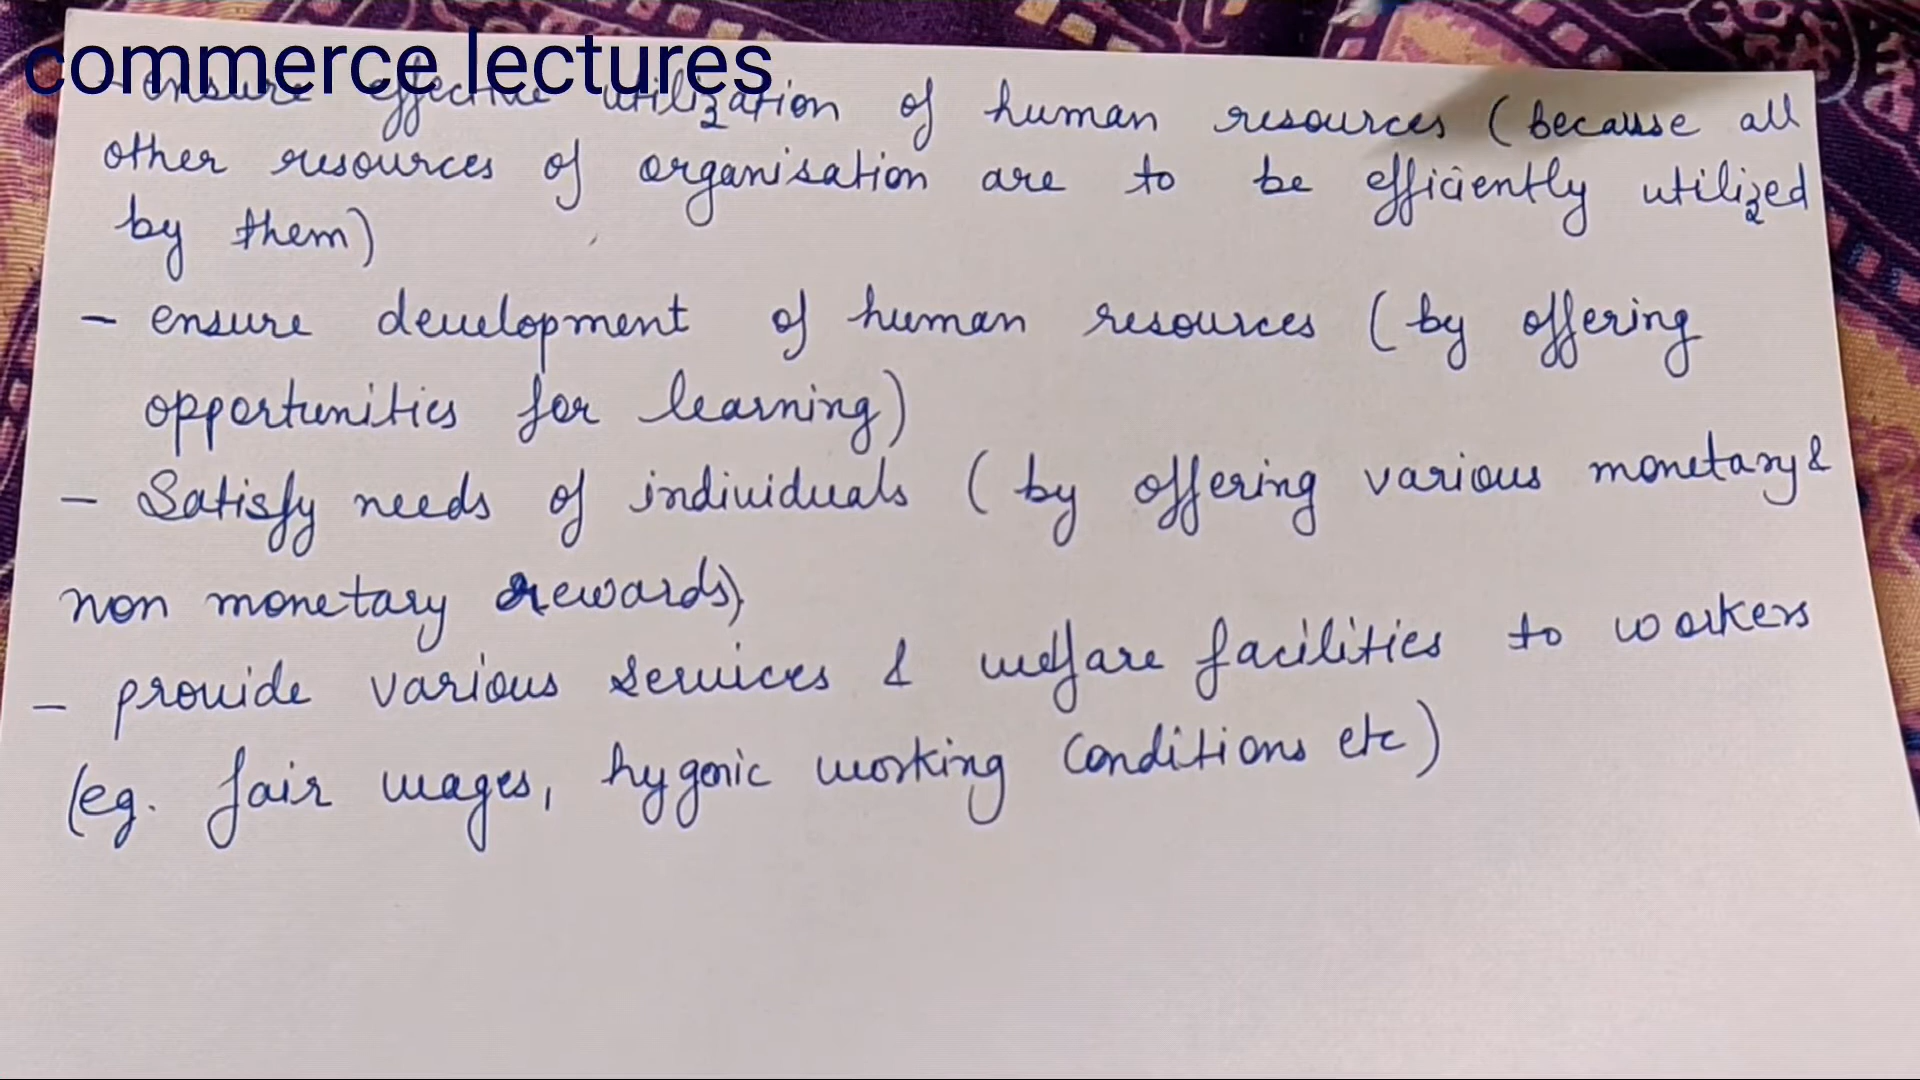 commerce lectures
- ensure effective utilization of human resources (because all
other resources of organisation are to be efficiently utilized
by them)
- ensure development of human resources (by offering
opportunities for learning)
- Satisfy needs of individuals (by offering various monetary &
non monetary rewards)
- provide various services & welfare facilities to workers
(eg. fair wages, hygenic working conditions etc)